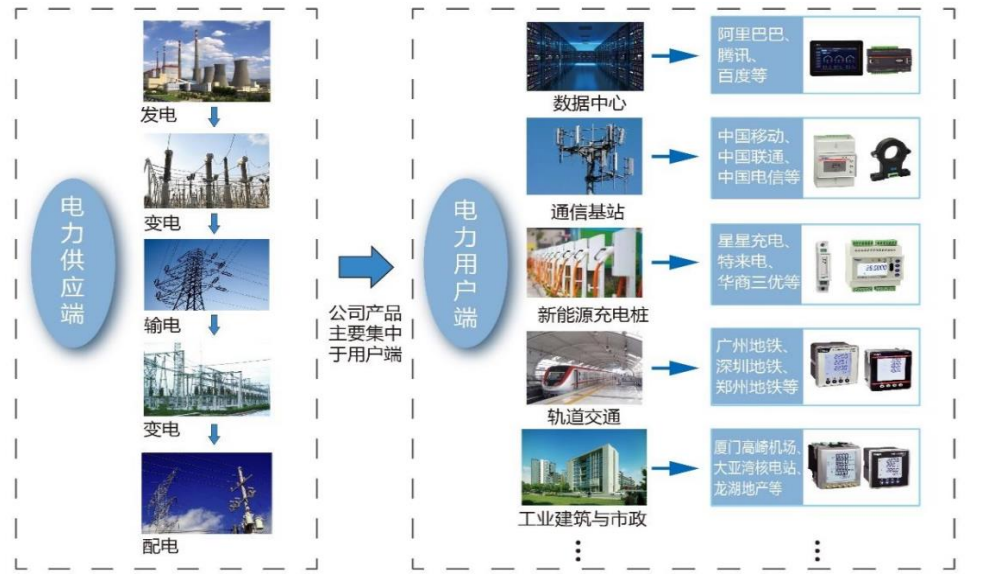 电力供应端
发电
变电
输电
变电
配电
公司产品
主要集中
于用户端
电力用户端
数据中心
阿里巴巴、
腾讯、
百度等
通信基站
中国移动、
中国联通、
中国电信等
新能源充电桩
星星充电、
特来电、
华商三优等
轨道交通
广州地铁、
深圳地铁、
郑州地铁等
工业建筑与市政
厦门高崎机场、
大亚湾核电站、
龙湖地产等